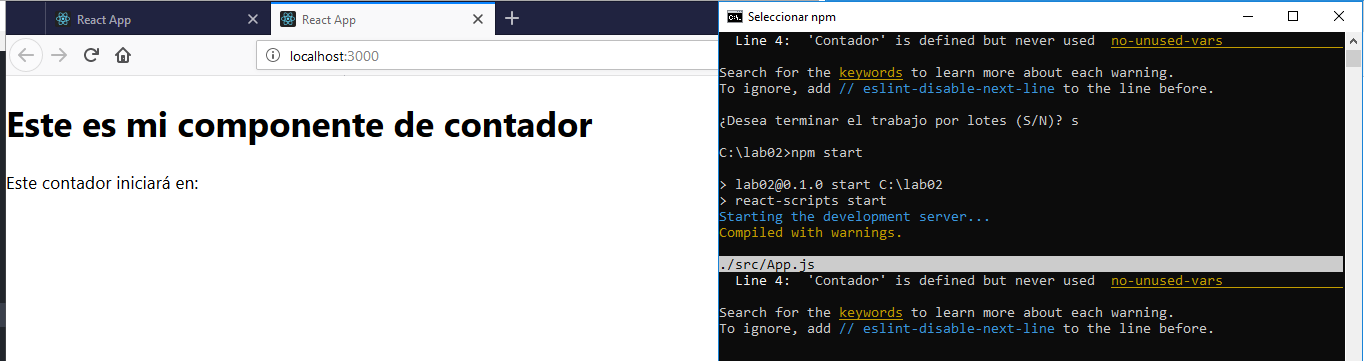 React App
React App
localhost:3000
Este es mi componente de contador
Este contador iniciará en:
Seleccionar npm
Line 4:  'Contador' is defined but never used  no-unused-vars
Search for the keywords to learn more about each warning.
To ignore, add // eslint-disable-next-line to the line before.
¿Desea terminar el trabajo por lotes (S/N)? s
C:\lab02>npm start
> lab02@0.1.0 start C:\lab02
> react-scripts start
Starting the development server...
Compiled with warnings.
./src/App.js
Line 4:  'Contador' is defined but never used  no-unused-vars
Search for the keywords to learn more about each warning.
To ignore, add // eslint-disable-next-line to the line before.